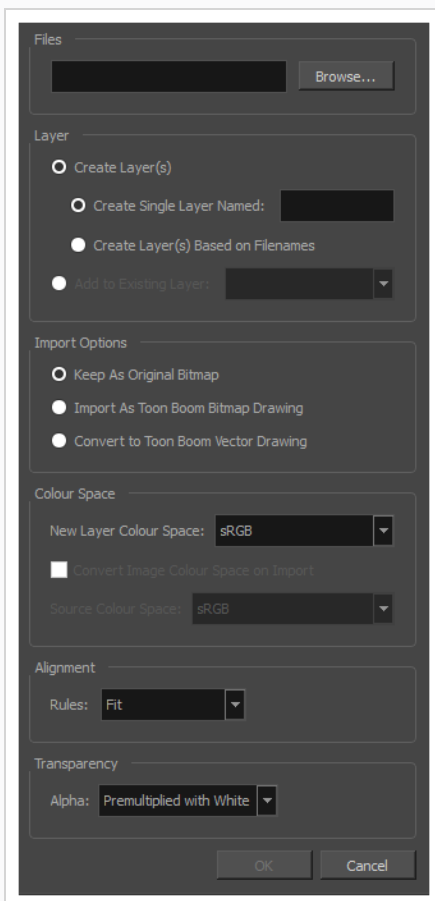 Files
Browse...
Layer
Create Layer(s)
Create Single Layer Named:
Create Layer(s) Based on Filenames
Add to Existing Layer:
Import Options
Keep As Original Bitmap
Import As Toon Boom Bitmap Drawing
Convert to Toon Boom Vector Drawing
Colour Space
New Layer Colour Space: sRGB
Convert Image Colour Space on Import
Source Colour Space: sRGB
Alignment
Rules: Fit
Transparency
Alpha: Premultiplied with White
OK Cancel